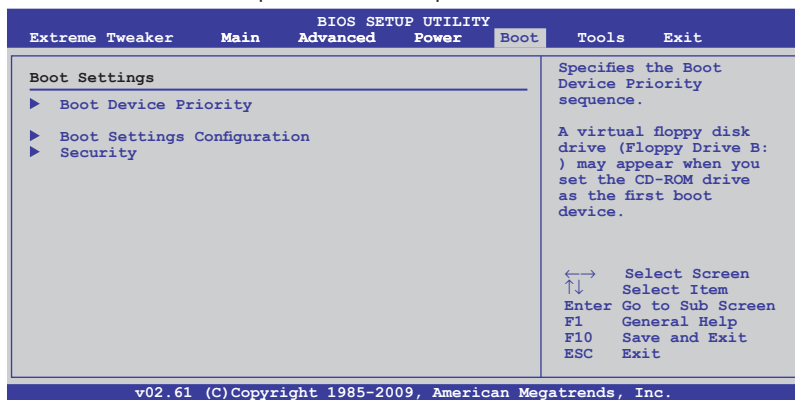 BIOS SETUP UTILITY
Extreme Tweaker Main Advanced Power Boot Tools Exit
Boot Settings
▶ Boot Device Priority
▶ Boot Settings Configuration
▶ Security
Specifies the Boot
Device Priority
sequence.
A virtual floppy disk
drive (Floppy Drive B:
) may appear when you
set the CD-ROM drive
as the first boot
device.
←→ Select Screen
↑↓ Select Item
Enter Go to Sub Screen
F1 General Help
F10 Save and Exit
ESC Exit
v02.61 (C)Copyright 1985-2009, American Megatrends, Inc.